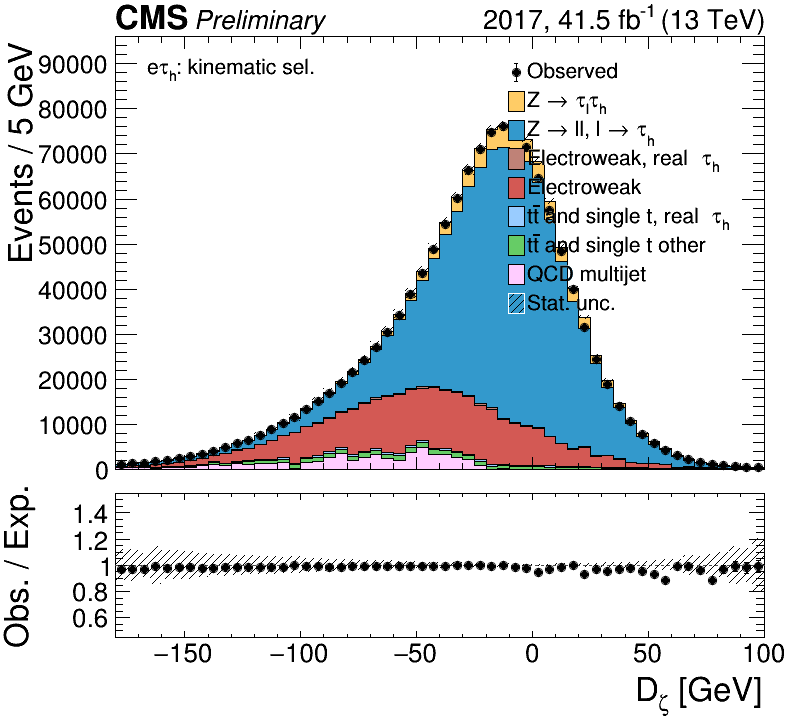 CMS Preliminary 2017, 41.5 fb⁻¹ (13 TeV)
Events / 5 GeV
90000
80000
70000
60000
50000
40000
30000
20000
10000
0
eτₕ: kinematic sel.
Observed
Z → τₗτₕ
Z → ll, l → τₕ
Electroweak, real τₕ
Electroweak
tt̄ and single t, real τₕ
tt̄ and single t other
QCD multijet
Stat. unc.
Obs. / Exp.
1.4
1.2
1
0.8
0.6
−150 −100 −50 0 50 100
D_ζ [GeV]